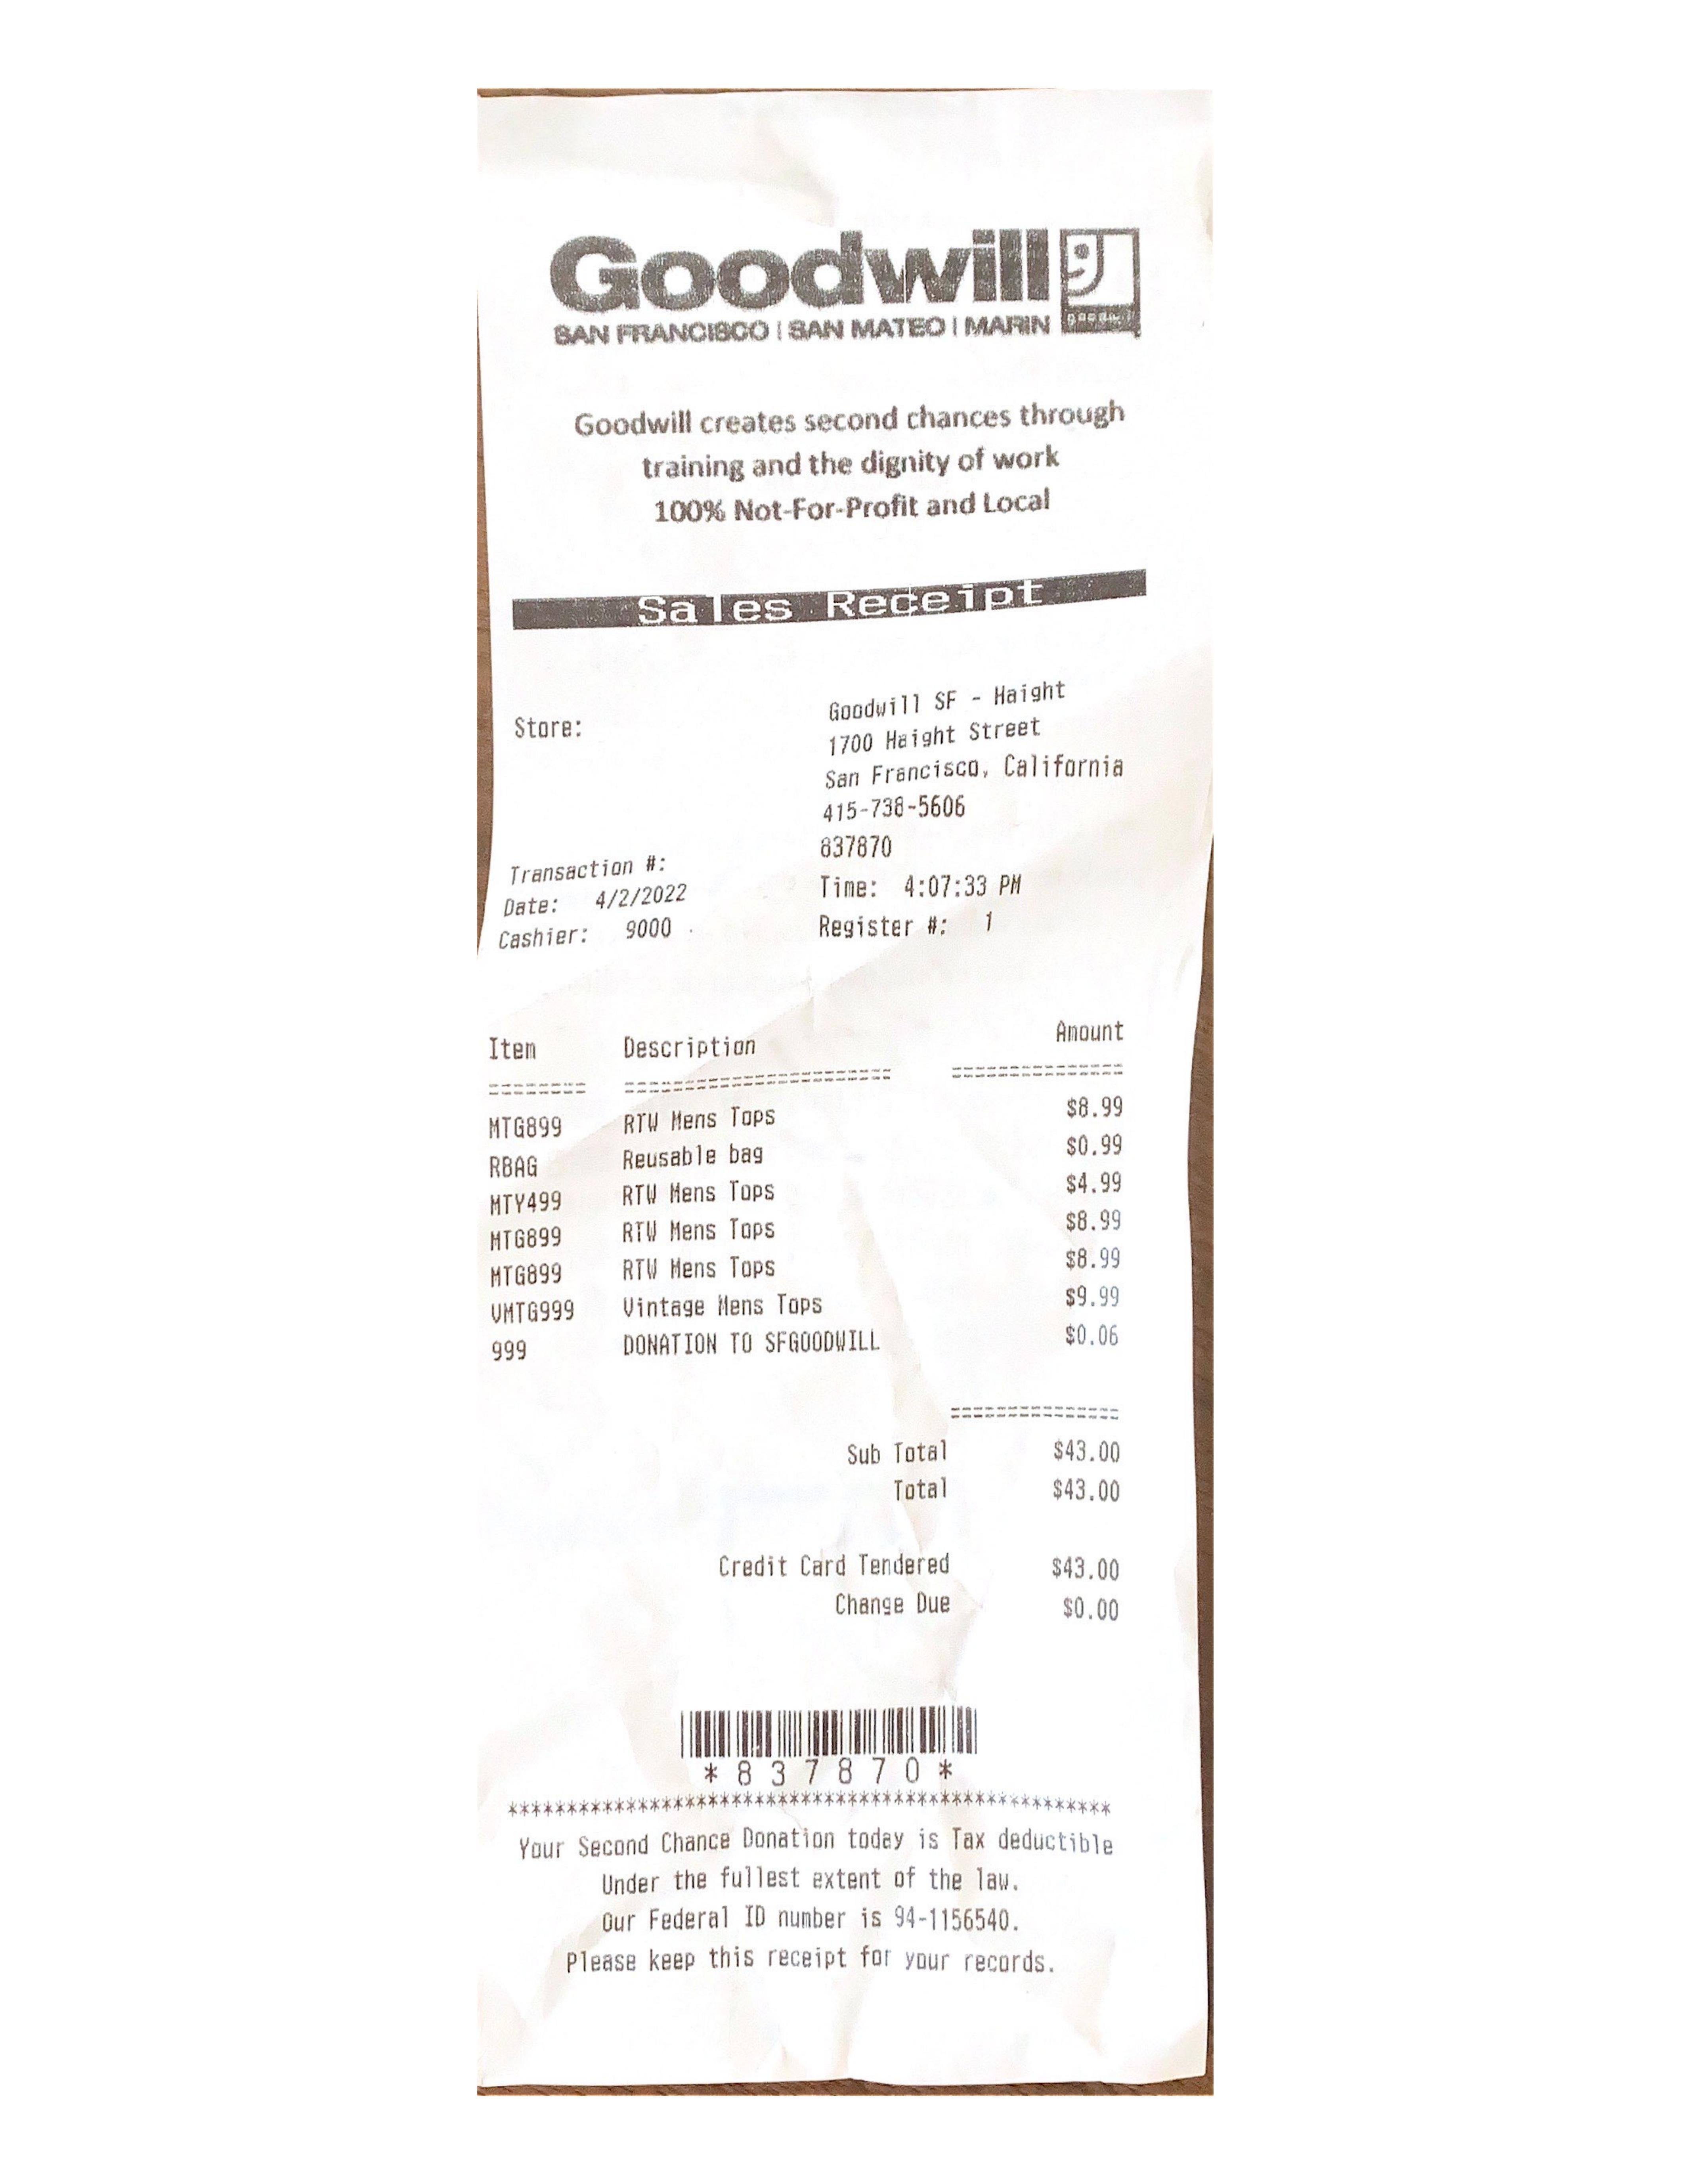 Goodwill
SAN FRANCISCO | SAN MATEO | MARIN
Goodwill creates second chances through
training and the dignity of work
100% Not-For-Profit and Local
Sales Receipt
Store: Goodwill SF - Haight
1700 Haight Street
San Francisco, California
415-738-5606
Transaction #: 837870
Date: 4/2/2022 Time: 4:07:33 PM
Cashier: 9000 Register #: 1
Item Description Amount
======== ======================= ===============
MTG899 RTW Mens Tops $8.99
RBAG Reusable bag $0.99
MTY499 RTW Mens Tops $4.99
MTG899 RTW Mens Tops $8.99
MTG899 RTW Mens Tops $8.99
VMTG999 Vintage Mens Tops $9.99
999 DONATION TO SFGOODWILL $0.06
===============
Sub Total $43.00
Total $43.00
Credit Card Tendered $43.00
Change Due $0.00
*837870*
***************************************************
Your Second Chance Donation today is Tax deductible
Under the fullest extent of the law.
Our Federal ID number is 94-1156540.
Please keep this receipt for your records.